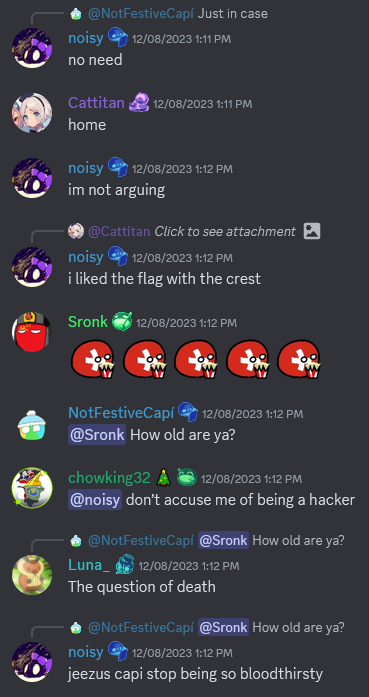 @NotFestiveCapí Just in case
noisy 12/08/2023 1:11 PM
no need
Cattitan 12/08/2023 1:11 PM
home
noisy 12/08/2023 1:12 PM
im not arguing
@Cattitan Click to see attachment
noisy 12/08/2023 1:12 PM
i liked the flag with the crest
Sronk 12/08/2023 1:12 PM
NotFestiveCapí 12/08/2023 1:12 PM
@Sronk How old are ya?
chowking32 12/08/2023 1:12 PM
@noisy don't accuse me of being a hacker
@NotFestiveCapí @Sronk How old are ya?
Luna_ 12/08/2023 1:12 PM
The question of death
@NotFestiveCapí @Sronk How old are ya?
noisy 12/08/2023 1:12 PM
jeezus capi stop being so bloodthirsty